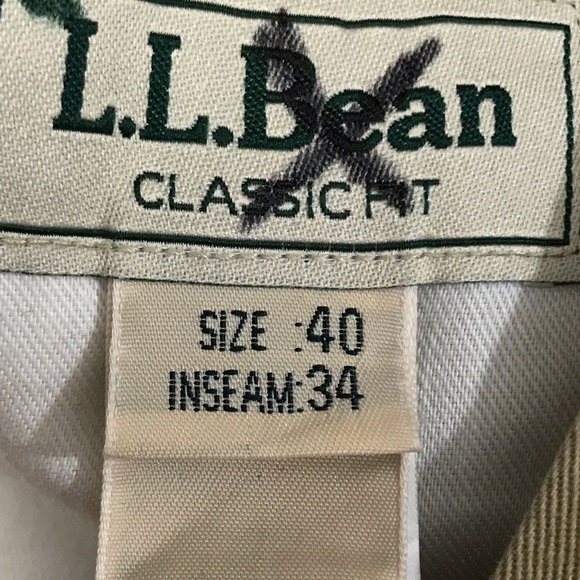 L.L.Bean
CLASSIC FIT
SIZE :40
INSEAM:34